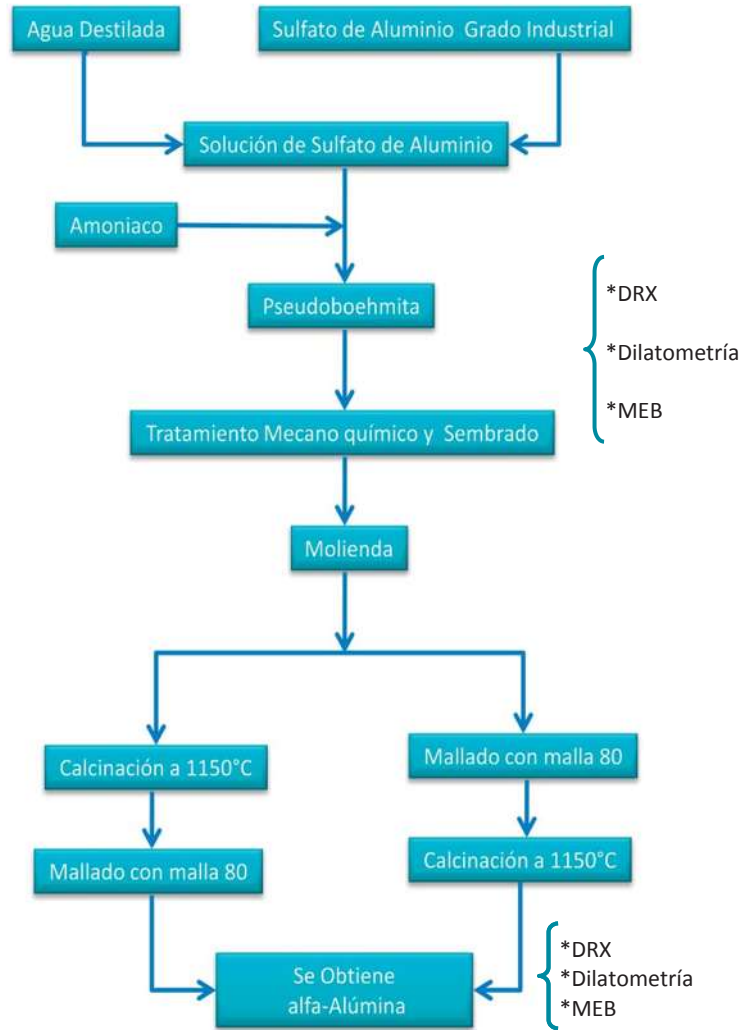 Agua Destilada
Sulfato de Aluminio Grado Industrial
Solución de Sulfato de Aluminio
Amoniaco
Pseudoboehmita
*DRX
*Dilatometría
*MEB
Tratamiento Mecano químico y Sembrado
Molienda
Calcinación a 1150°C
Mallado con malla 80
Mallado con malla 80
Calcinación a 1150°C
Se Obtiene
alfa-Alúmina
*DRX
*Dilatometría
*MEB